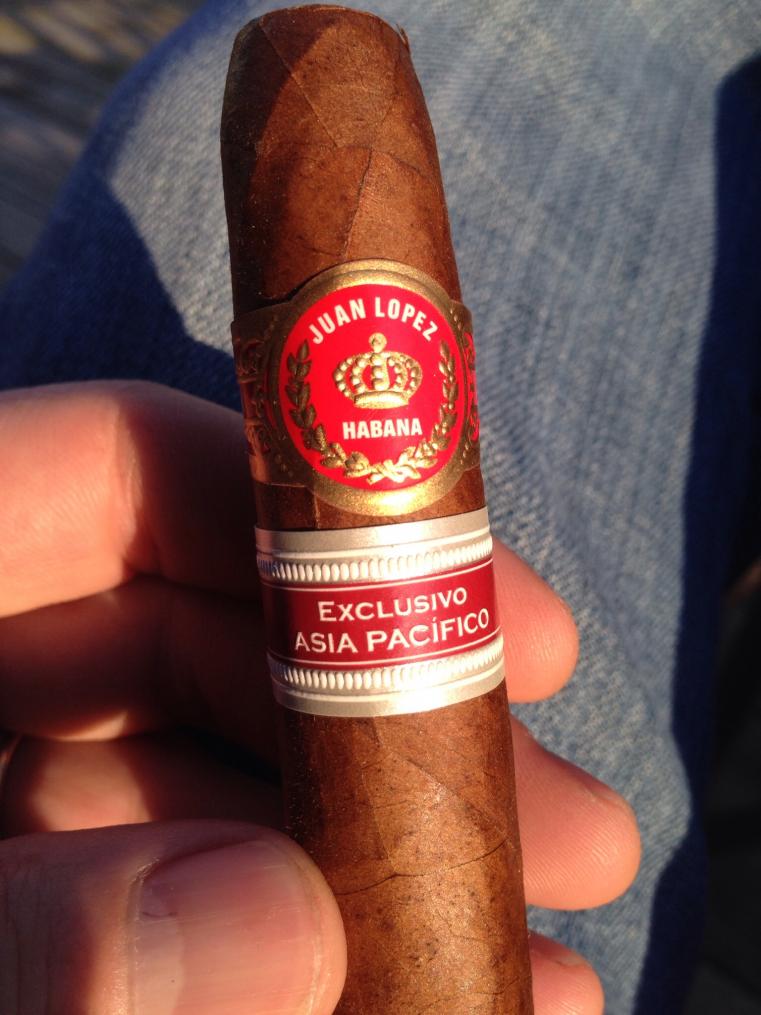 JUAN LOPEZ
HABANA
EXCLUSIVO
ASIA PACÍFICO